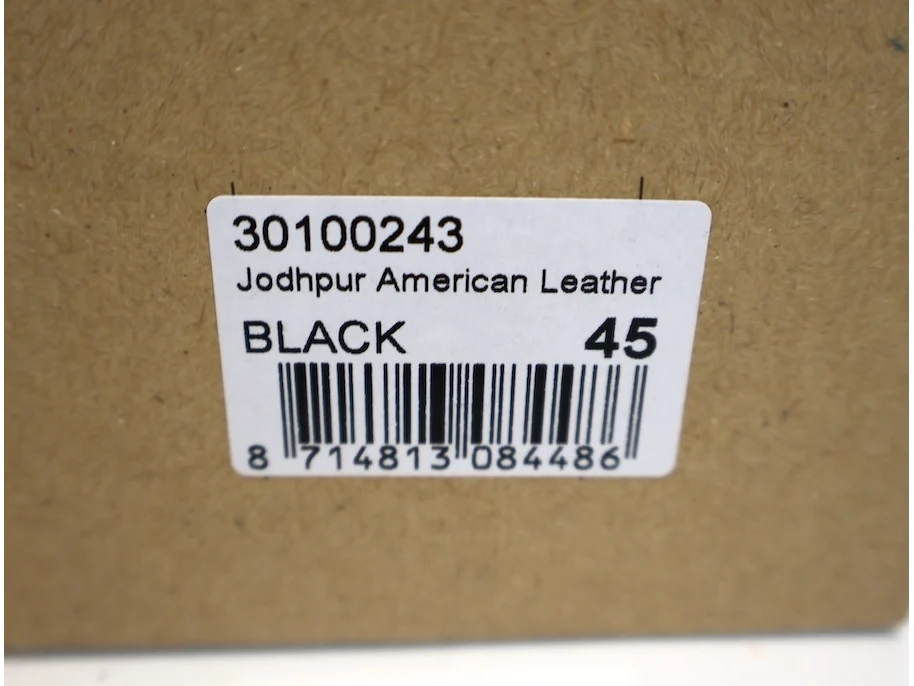 30100243
Jodhpur American Leather
BLACK 45
8 714813 084486